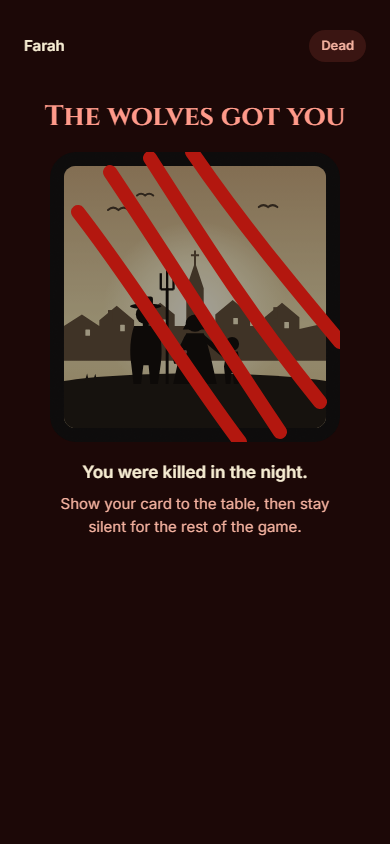 Farah
Dead
The wolves got you
You were killed in the night.
Show your card to the table, then stay
silent for the rest of the game.